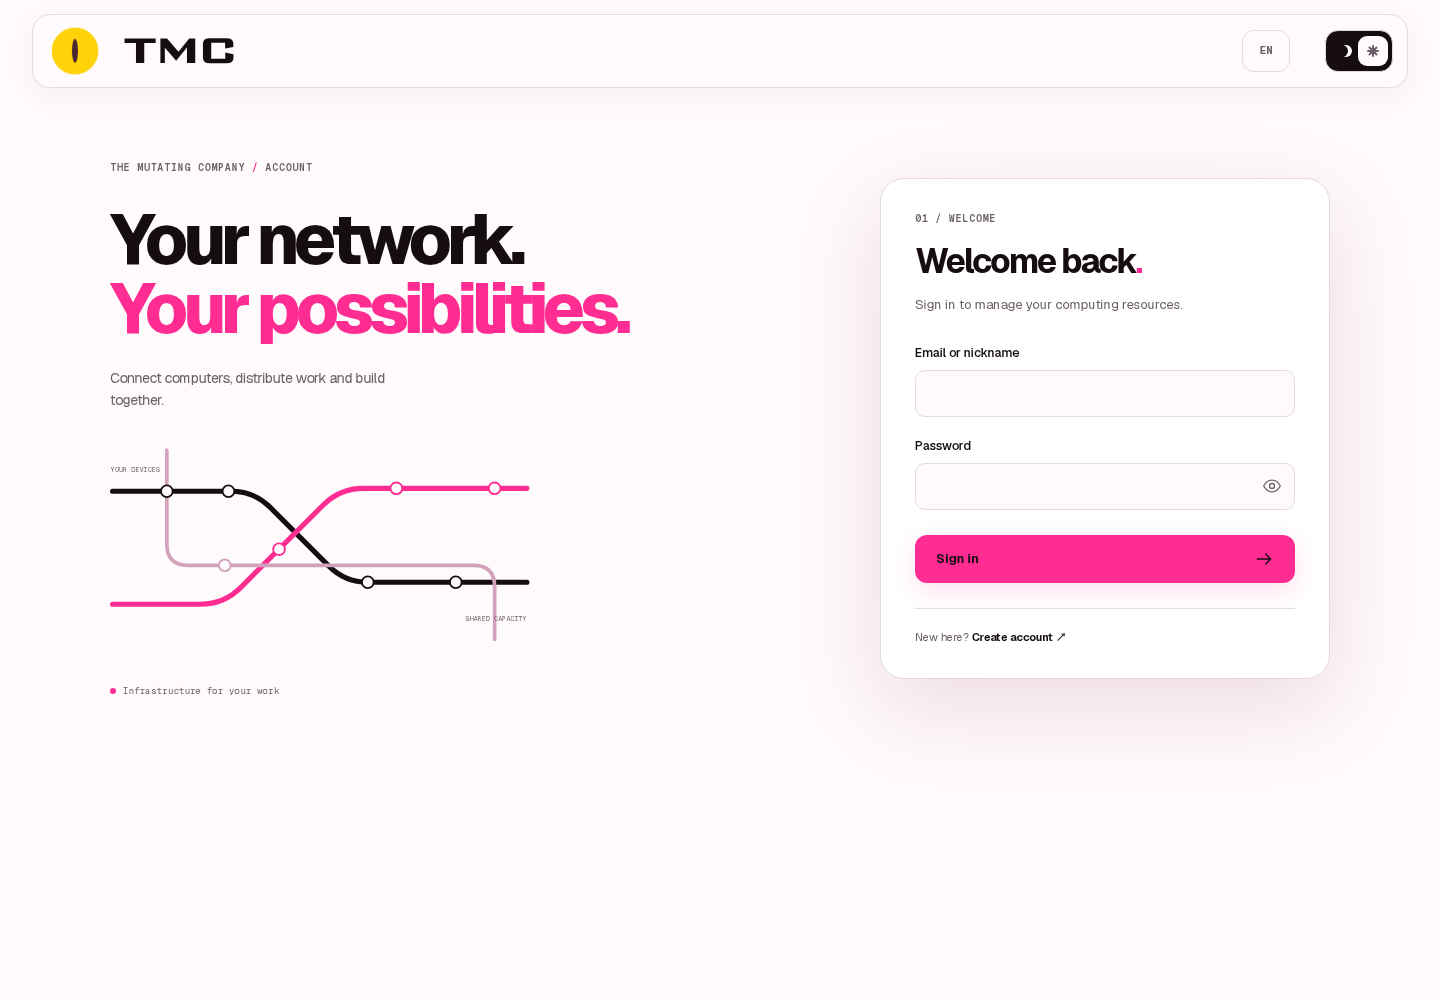 TMC
EN
THE MUTATING COMPANY / ACCOUNT
Your network.
Your possibilities.
Connect computers, distribute work and build
together.
YOUR DEVICES
SHARED CAPACITY
Infrastructure for your work
01 / WELCOME
Welcome back.
Sign in to manage your computing resources.
Email or nickname
Password
Sign in →
New here? Create account ↗